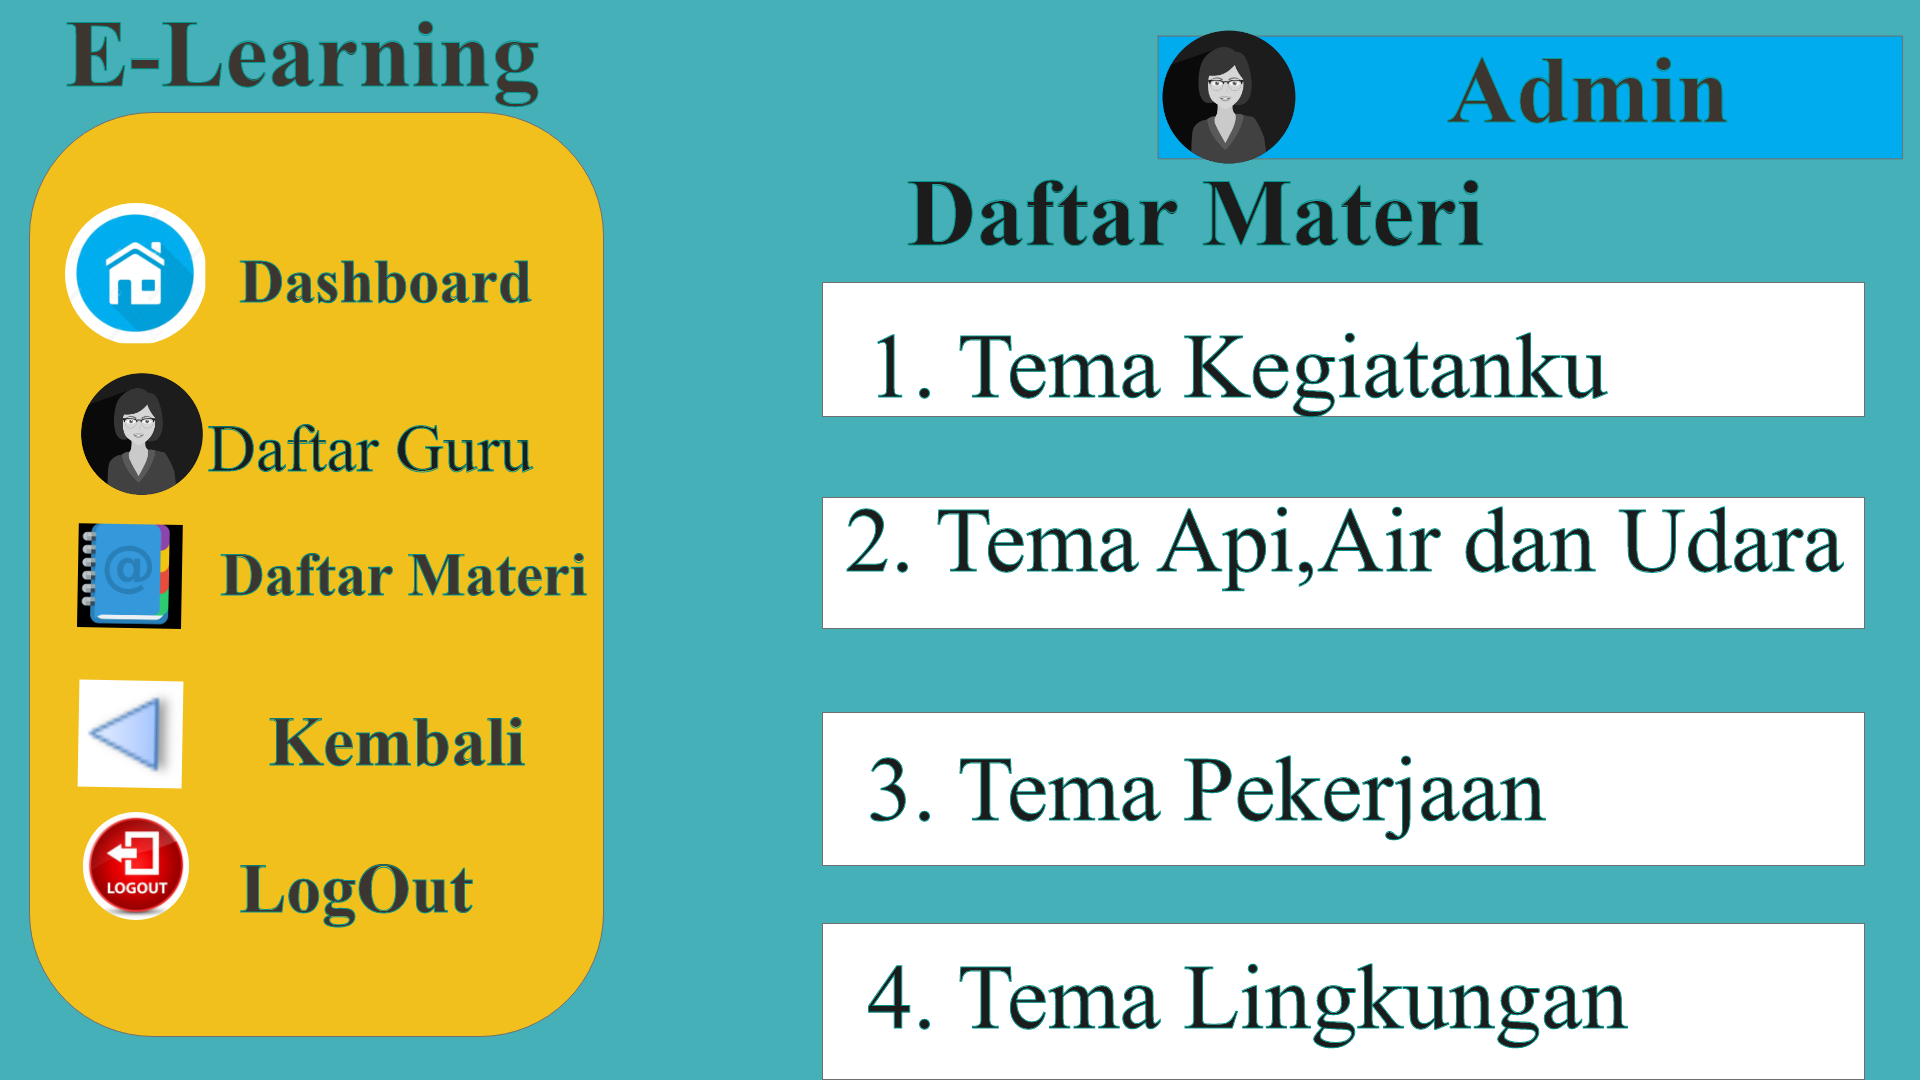 E-Learning
Admin
Dashboard
Daftar Guru
@
Daftar Materi
Kembali
LOGOUT
LogOut
Daftar Materi
1. Tema Kegiatanku
2. Tema Api,Air dan Udara
3. Tema Pekerjaan
4. Tema Lingkungan